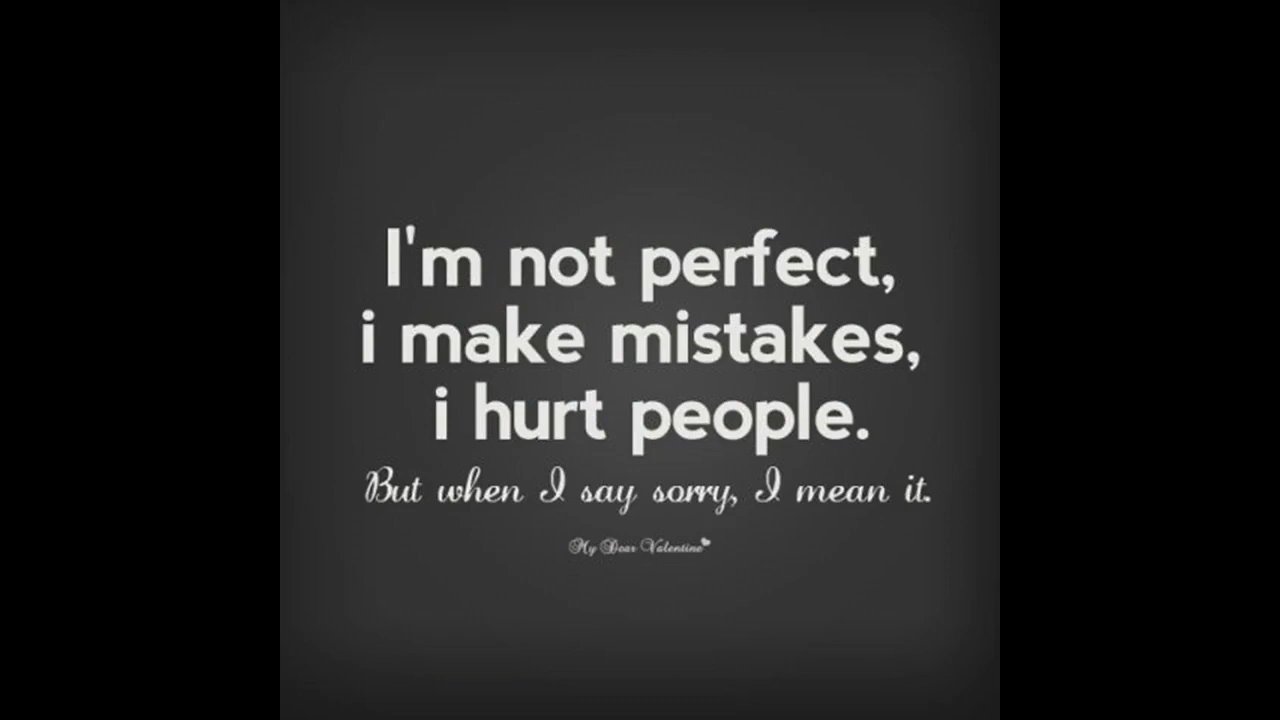 I'm not perfect,
i make mistakes,
i hurt people.
But when I say sorry, I mean it.
My Dear Valentine